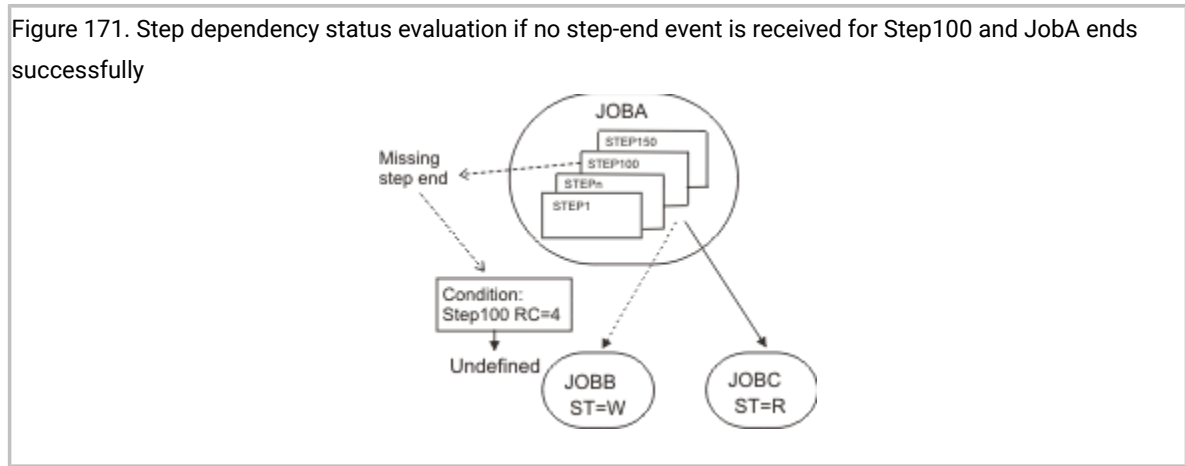 Figure 171. Step dependency status evaluation if no step-end event is received for Step100 and JobA ends
successfully
JOBA
STEP150
STEP100
STEPn
STEP1
Missing
step end
Condition:
Step100 RC=4
Undefined
JOBB
ST=W
JOBC
ST=R